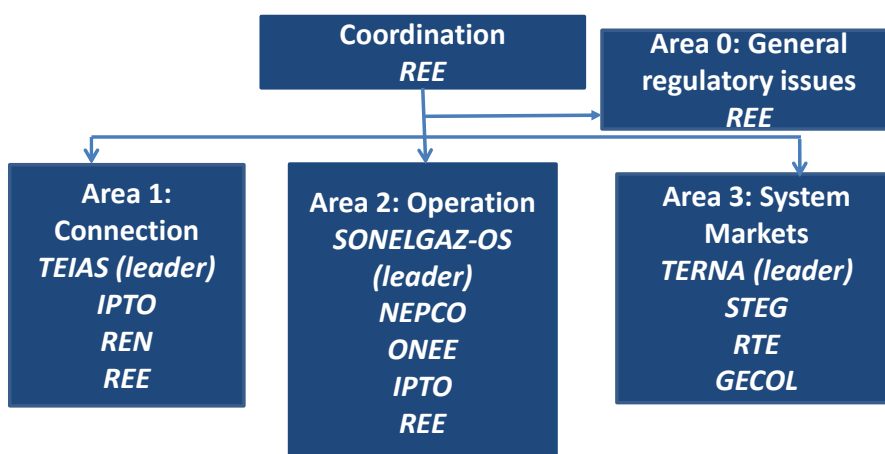 Coordination
REE
Area 0: General
regulatory issues
REE
Area 1:
Connection
TEIAS (leader)
IPTO
REN
REE
Area 2: Operation
SONELGAZ-OS
(leader)
NEPCO
ONEE
IPTO
REE
Area 3: System
Markets
TERNA (leader)
STEG
RTE
GECOL